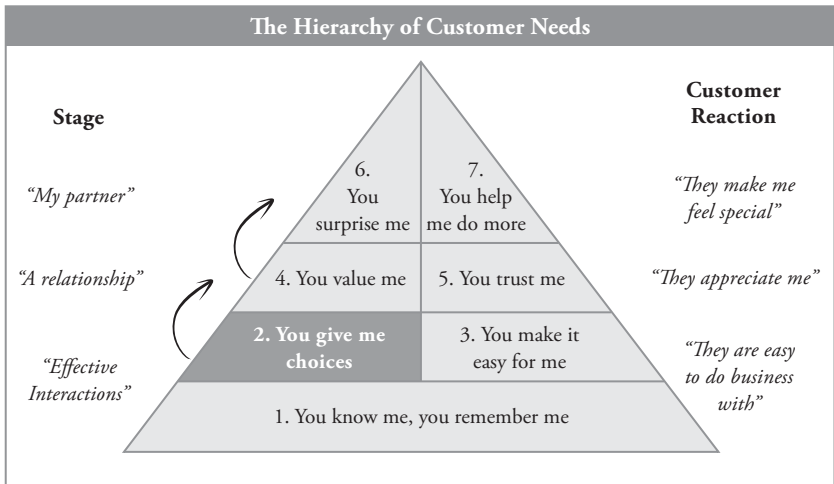 The Hierarchy of Customer Needs
Stage
Customer
Reaction
“My partner”
6.
You
surprise me
7.
You help
me do more
“They make me
feel special”
“A relationship”
4. You value me
5. You trust me
“They appreciate me”
“Effective
Interactions”
2. You give me
choices
3. You make it
easy for me
“They are easy
to do business
with”
1. You know me, you remember me